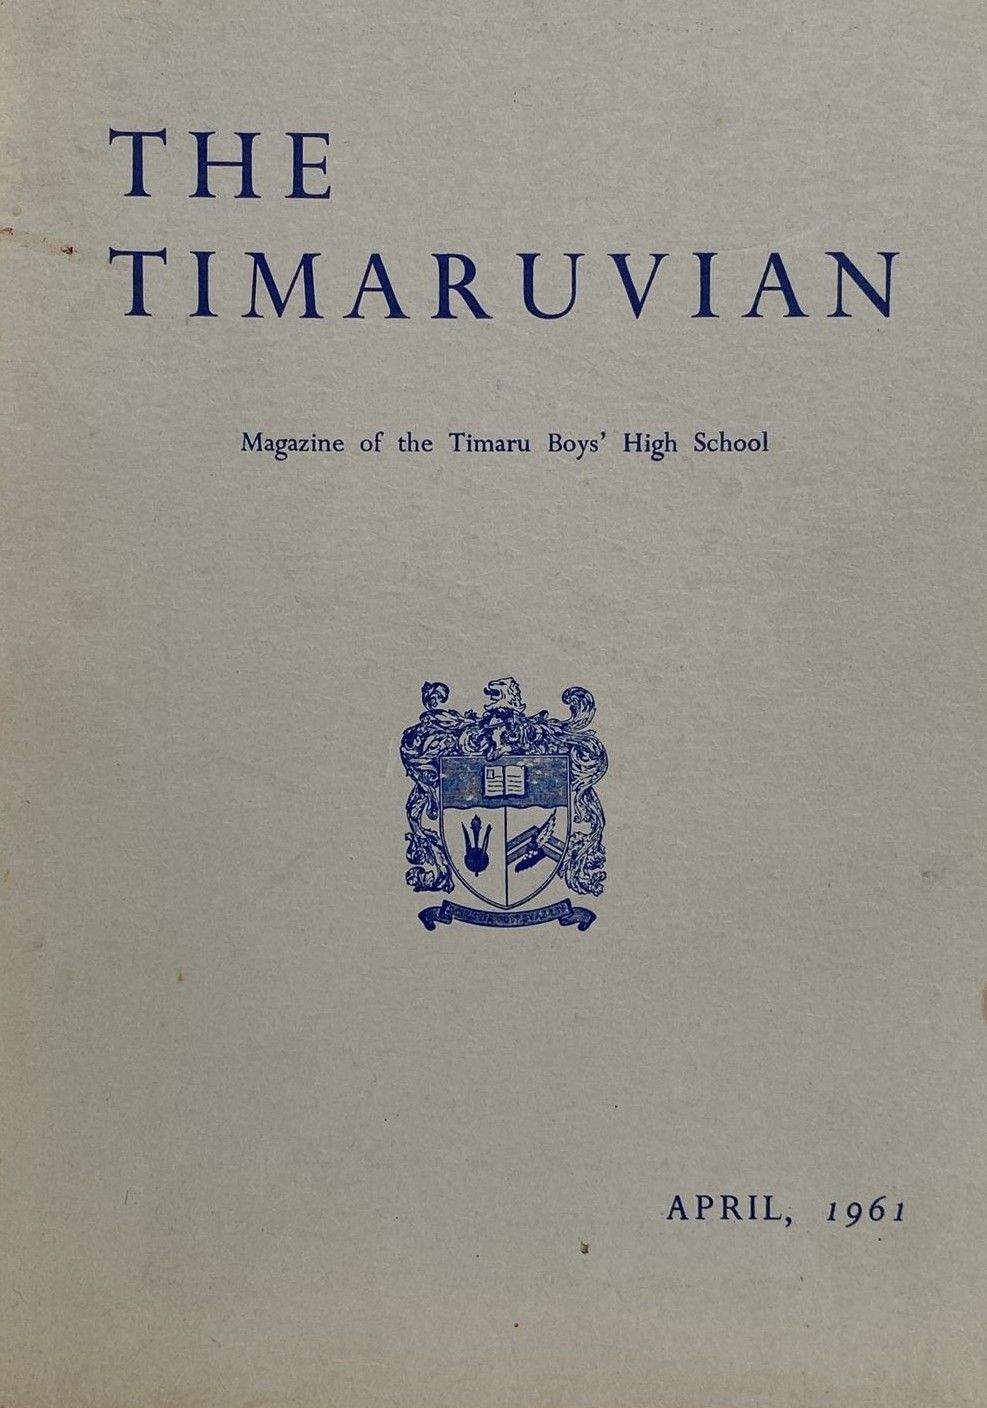 THE
TIMARUVIAN
Magazine of the Timaru Boys' High School
APRIL, 1961